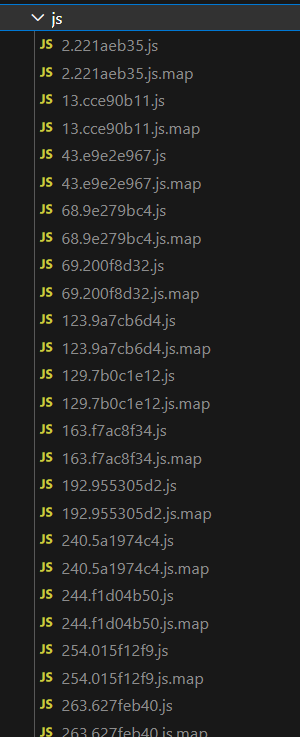 js
JS 2.221aeb35.js
JS 2.221aeb35.js.map
JS 13.cce90b11.js
JS 13.cce90b11.js.map
JS 43.e9e2e967.js
JS 43.e9e2e967.js.map
JS 68.9e279bc4.js
JS 68.9e279bc4.js.map
JS 69.200f8d32.js
JS 69.200f8d32.js.map
JS 123.9a7cb6d4.js
JS 123.9a7cb6d4.js.map
JS 129.7b0c1e12.js
JS 129.7b0c1e12.js.map
JS 163.f7ac8f34.js
JS 163.f7ac8f34.js.map
JS 192.955305d2.js
JS 192.955305d2.js.map
JS 240.5a1974c4.js
JS 240.5a1974c4.js.map
JS 244.f1d04b50.js
JS 244.f1d04b50.js.map
JS 254.015f12f9.js
JS 254.015f12f9.js.map
JS 263.627feb40.js
JS 263.627feb40.js.map